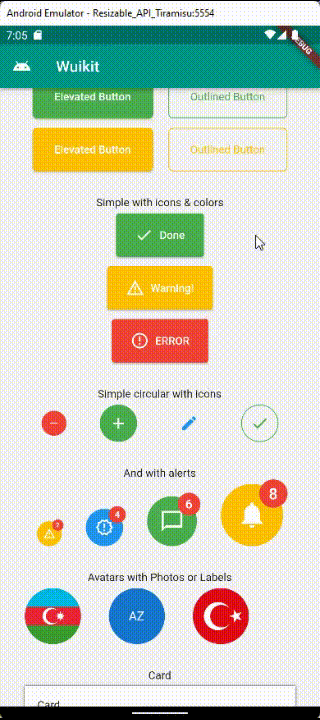 Android Emulator - Resizable_API_Tiramisu:5554
7:05
DEBUG
Wuikit
Elevated Button Outlined Button
Elevated Button Outlined Button
Simple with icons & colors
Done
Warning!
ERROR
Simple circular with icons
And with alerts
4 6 8
Avatars with Photos or Labels
AZ
Card
Card